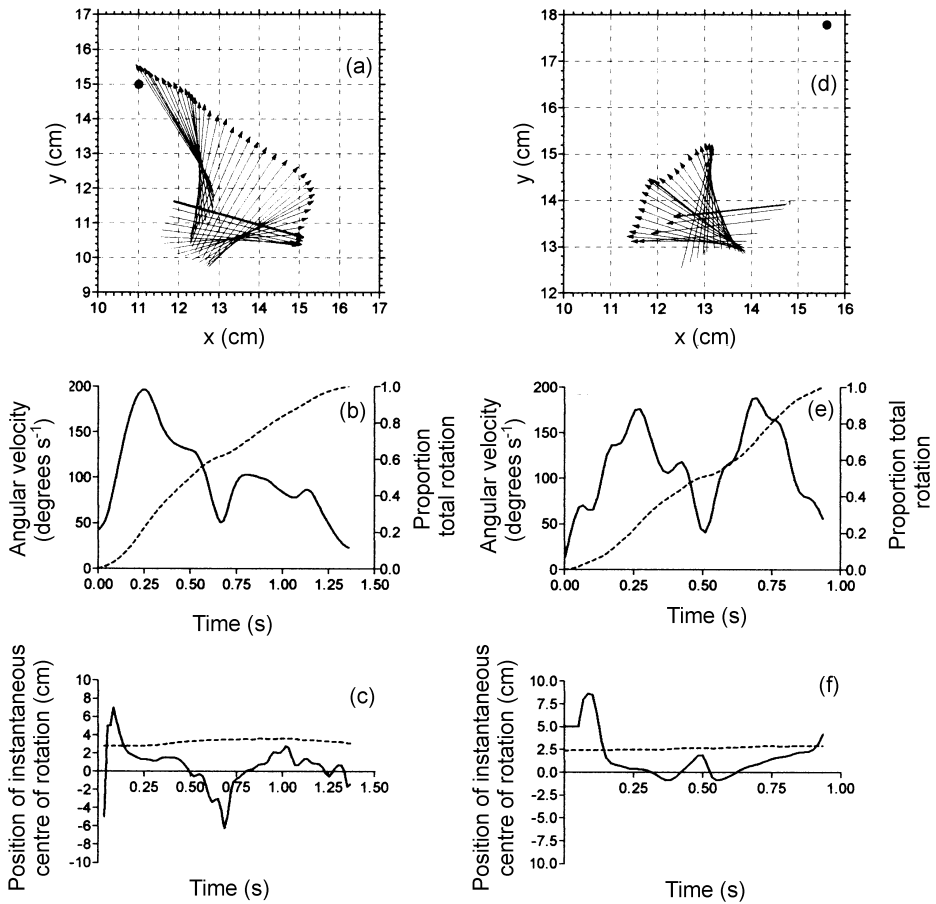 17
16
15
14
13
12
11
10
9
y (cm)
(a)
10 11 12 13 14 15 16 17
x (cm)
18
17
16
15
14
13
12
y (cm)
(d)
10 11 12 13 14 15 16
x (cm)
200
150
100
50
0
Angular velocity
(degrees s-1)
(b)
1.0
0.8
0.6
0.4
0.2
0.0
Proportion
total rotation
0.00 0.25 0.50 0.75 1.00 1.25 1.50
Time (s)
200
150
100
50
0
Angular velocity
(degrees s-1)
(e)
1.0
0.8
0.6
0.4
0.2
0.0
Proportion total
rotation
0.00 0.25 0.50 0.75 1.00
Time (s)
10
8
6
4
2
0
-2
-4
-6
-8
-10
Position of instantaneous
centre of rotation (cm)
(c)
0.25 0.50 0.75 1.00 1.25 1.50
Time (s)
10.0
7.5
5.0
2.5
0.0
-2.5
-5.0
-7.5
10.0
Position of instantaneous
centre of rotation (cm)
(f)
0.25 0.50 0.75 1.00
Time (s)